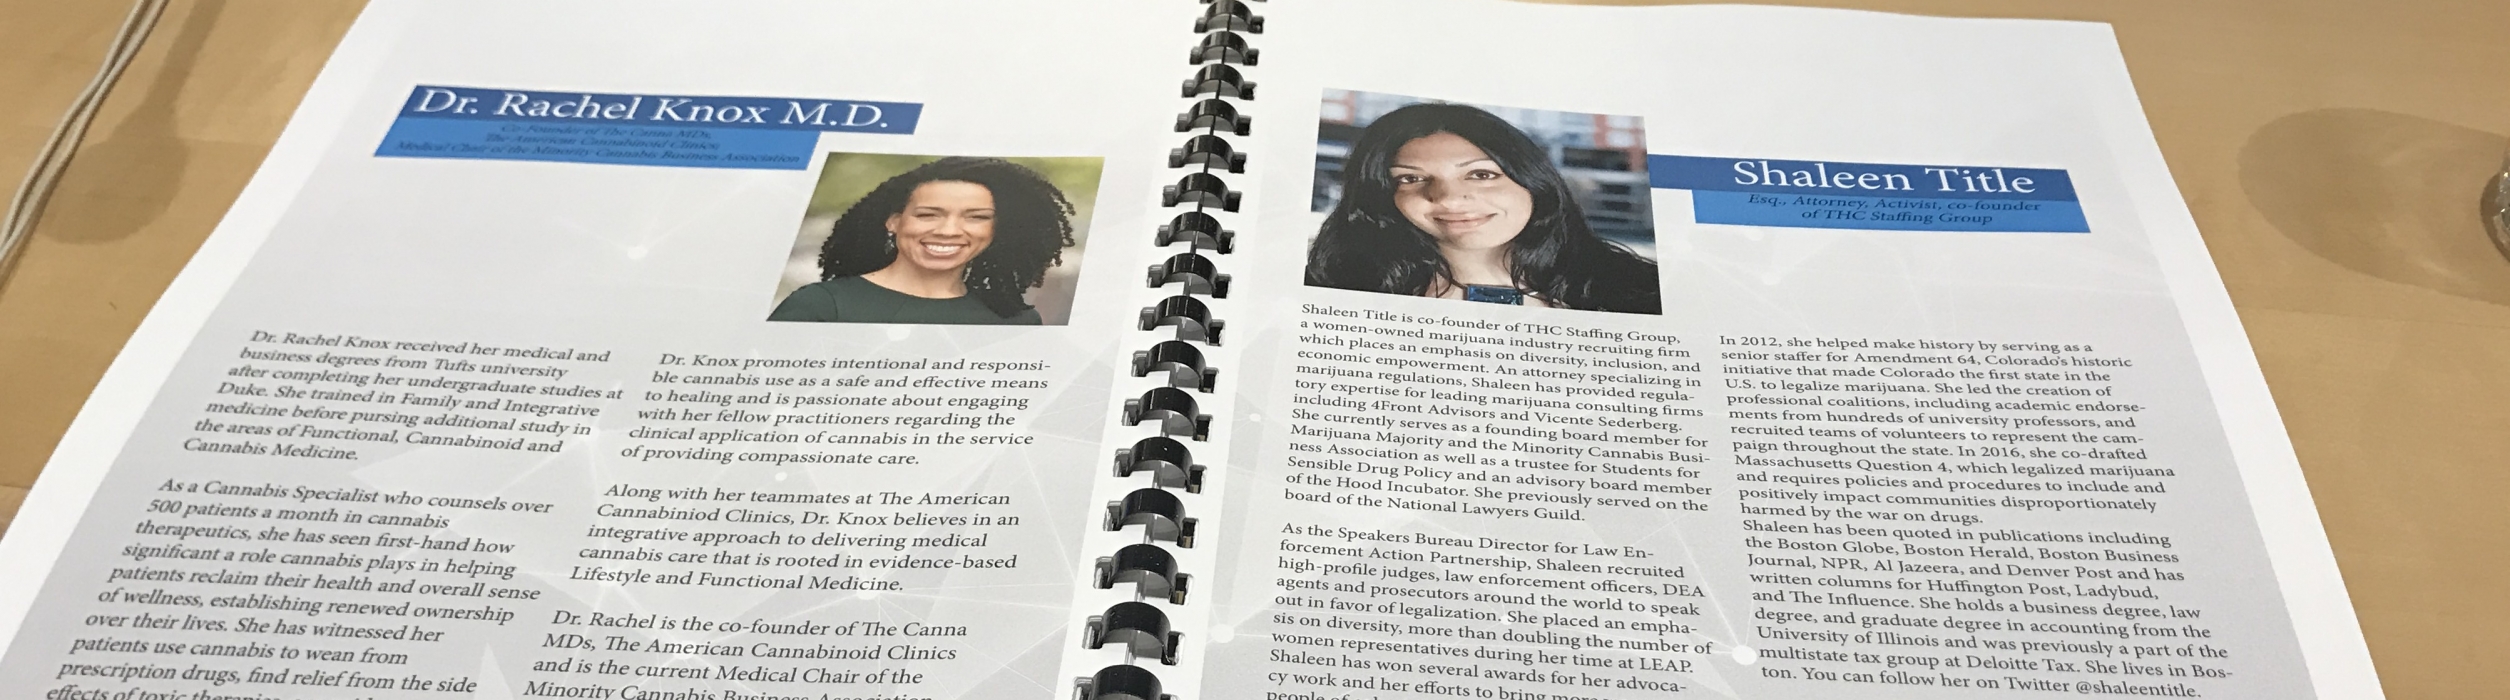 Dr. Rachel Knox M.D.
Co-Founder of The Canna MDs,
The American Cannabinoid Clinics
Medical Chair of the Minority Cannabis Business Association
Dr. Rachel Knox received her medical and
business degrees from Tufts university
after completing her undergraduate studies at
Duke. She trained in Family and Integrative
medicine before pursing additional study in
the areas of Functional, Cannabinoid and
Cannabis Medicine.
As a Cannabis Specialist who counsels over
500 patients a month in cannabis
therapeutics, she has seen first-hand how
significant a role cannabis plays in helping
patients reclaim their health and overall sense
of wellness, establishing renewed ownership
over their lives. She has witnessed her
patients use cannabis to wean from
prescription drugs, find relief from the side
effects of toxic
Dr. Knox promotes intentional and responsi-
ble cannabis use as a safe and effective means
to healing and is passionate about engaging
with her fellow practitioners regarding the
clinical application of cannabis in the service
of providing compassionate care.
Along with her teammates at The American
Cannabiniod Clinics, Dr. Knox believes in an
integrative approach to delivering medical
cannabis care that is rooted in evidence-based
Lifestyle and Functional Medicine.
Dr. Rachel is the co-founder of The Canna
MDs, The American Cannabinoid Clinics
and is the current Medical Chair of the
Minority Cannabis Business Association
Shaleen Title
Esq., Attorney, Activist, co-founder
of THC Staffing Group
Shaleen Title is co-founder of THC Staffing Group,
a women-owned marijuana industry recruiting firm
which places an emphasis on diversity, inclusion, and
economic empowerment. An attorney specializing in
marijuana regulations, Shaleen has provided regula-
tory expertise for leading marijuana consulting firms
including 4Front Advisors and Vicente Sederberg.
She currently serves as a founding board member for
Marijuana Majority and the Minority Cannabis Busi-
ness Association as well as a trustee for Students for
Sensible Drug Policy and an advisory board member
of the Hood Incubator. She previously served on the
board of the National Lawyers Guild.
As the Speakers Bureau Director for Law En-
forcement Action Partnership, Shaleen recruited
high-profile judges, law enforcement officers, DEA
agents and prosecutors around the world to speak
out in favor of legalization. She placed an empha-
sis on diversity, more than doubling the number of
women representatives during her time at LEAP.
Shaleen has won several awards for her advoca-
cy work and her efforts to bring more
people of
In 2012, she helped make history by serving as a
senior staffer for Amendment 64, Colorado's historic
initiative that made Colorado the first state in the
U.S. to legalize marijuana. She led the creation of
professional coalitions, including academic endorse-
ments from hundreds of university professors, and
recruited teams of volunteers to represent the cam-
paign throughout the state. In 2016, she co-drafted
Massachusetts Question 4, which legalized marijuana
and requires policies and procedures to include and
positively impact communities disproportionately
harmed by the war on drugs.
Shaleen has been quoted in publications including
the Boston Globe, Boston Herald, Boston Business
Journal, NPR, Al Jazeera, and Denver Post and has
written columns for Huffington Post, Ladybud,
and The Influence. She holds a business degree, law
degree, and graduate degree in accounting from the
University of Illinois and was previously a part of the
multistate tax group at Deloitte Tax. She lives in Bos-
ton. You can follow her on Twitter @shaleentitle.